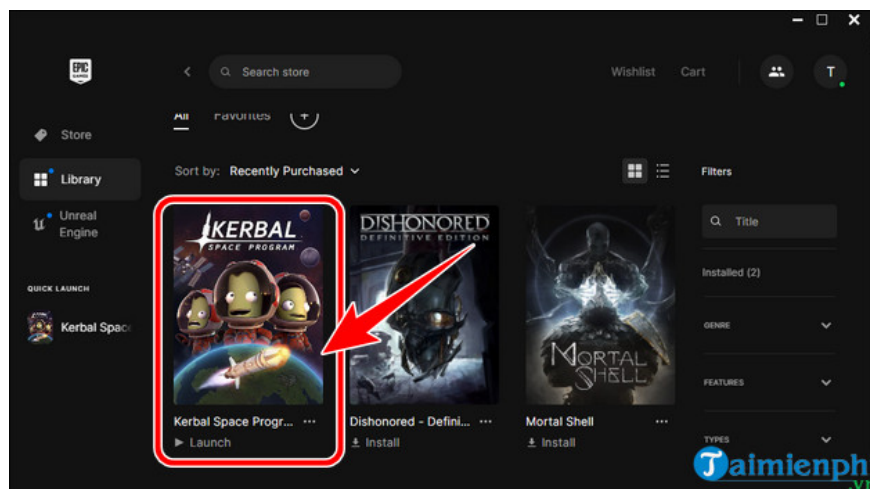 EPIC
GAMES
Search store
Wishlist
Cart
T
Store
Library
Unreal
Engine
QUICK LAUNCH
Kerbal Space
All
Favorites
Sort by: Recently Purchased
KERBAL
SPACE PROGRAM
DISHONORED
DEFINITIVE EDITION
MORTAL
SHELL
Kerbal Space Progr... ...
Launch
Dishonored - Defini... ...
Install
Mortal Shell ...
Install
Filters
Title
Installed (2)
GENRE
FEATURES
TYPES
Taimienph
.vn